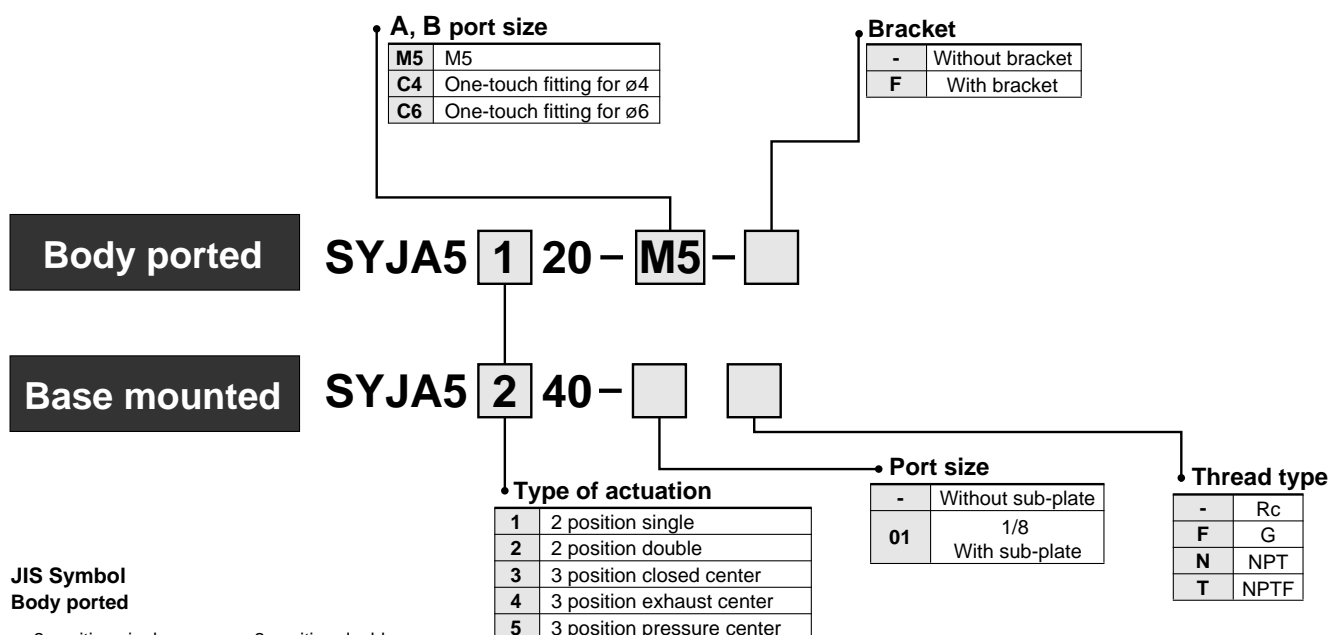 A, B port size
M5 M5
C4 One-touch fitting for ø4
C6 One-touch fitting for ø6
Bracket
- Without bracket
F With bracket
Body ported SYJA5 1 20 – M5 –
Base mounted SYJA5 2 40 –
Type of actuation
1 2 position single
2 2 position double
3 3 position closed center
4 3 position exhaust center
5 3 position pressure center
Port size
- Without sub-plate
01 1/8
With sub-plate
Thread type
- Rc
F G
N NPT
T NPTF
JIS Symbol
Body ported